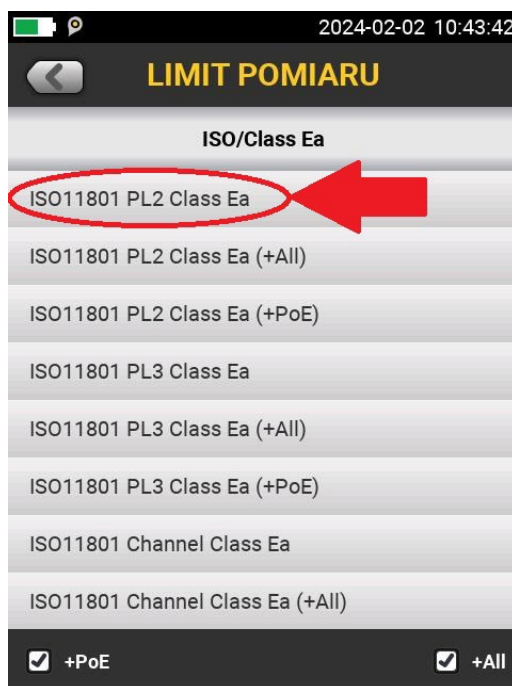 2024-02-02 10:43:42
LIMIT POMIARU
ISO/Class Ea
ISO11801 PL2 Class Ea
ISO11801 PL2 Class Ea (+All)
ISO11801 PL2 Class Ea (+PoE)
ISO11801 PL3 Class Ea
ISO11801 PL3 Class Ea (+All)
ISO11801 PL3 Class Ea (+PoE)
ISO11801 Channel Class Ea
ISO11801 Channel Class Ea (+All)
+PoE +All